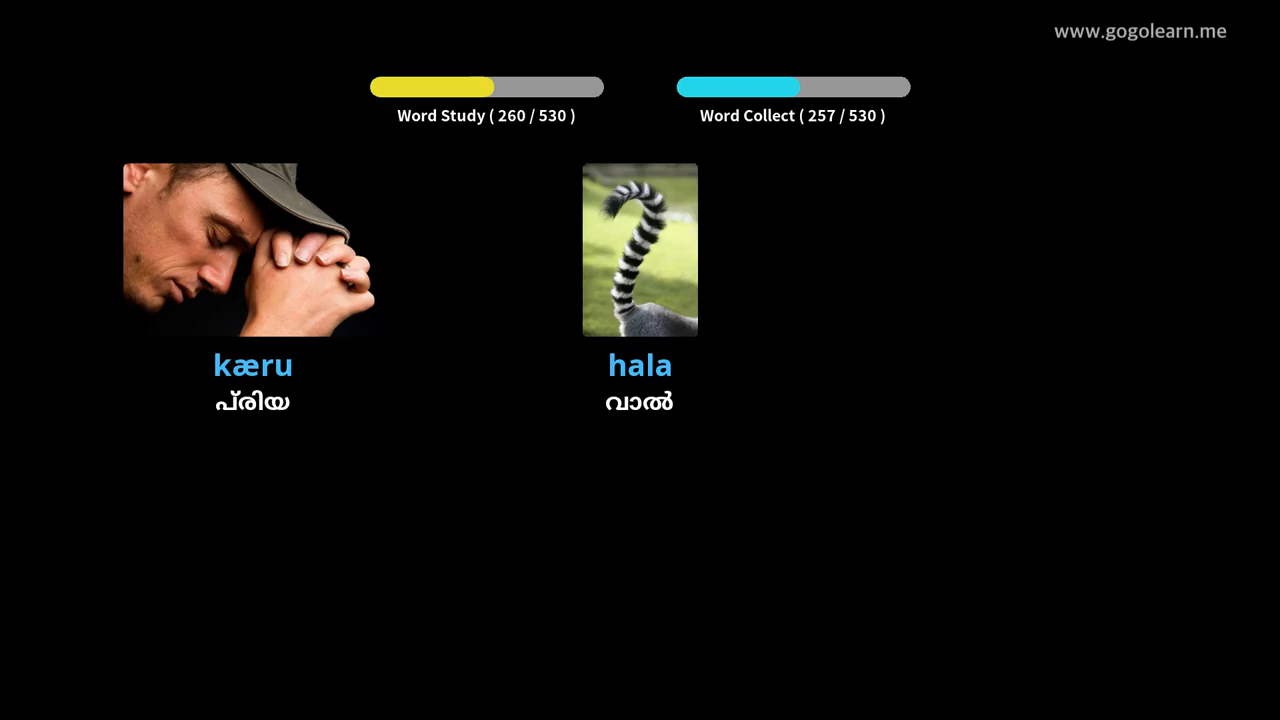 www.gogolearn.me
Word Study ( 260 / 530 )
Word Collect ( 257 / 530 )
kæru
hala
പ്രിയ
വാൽ